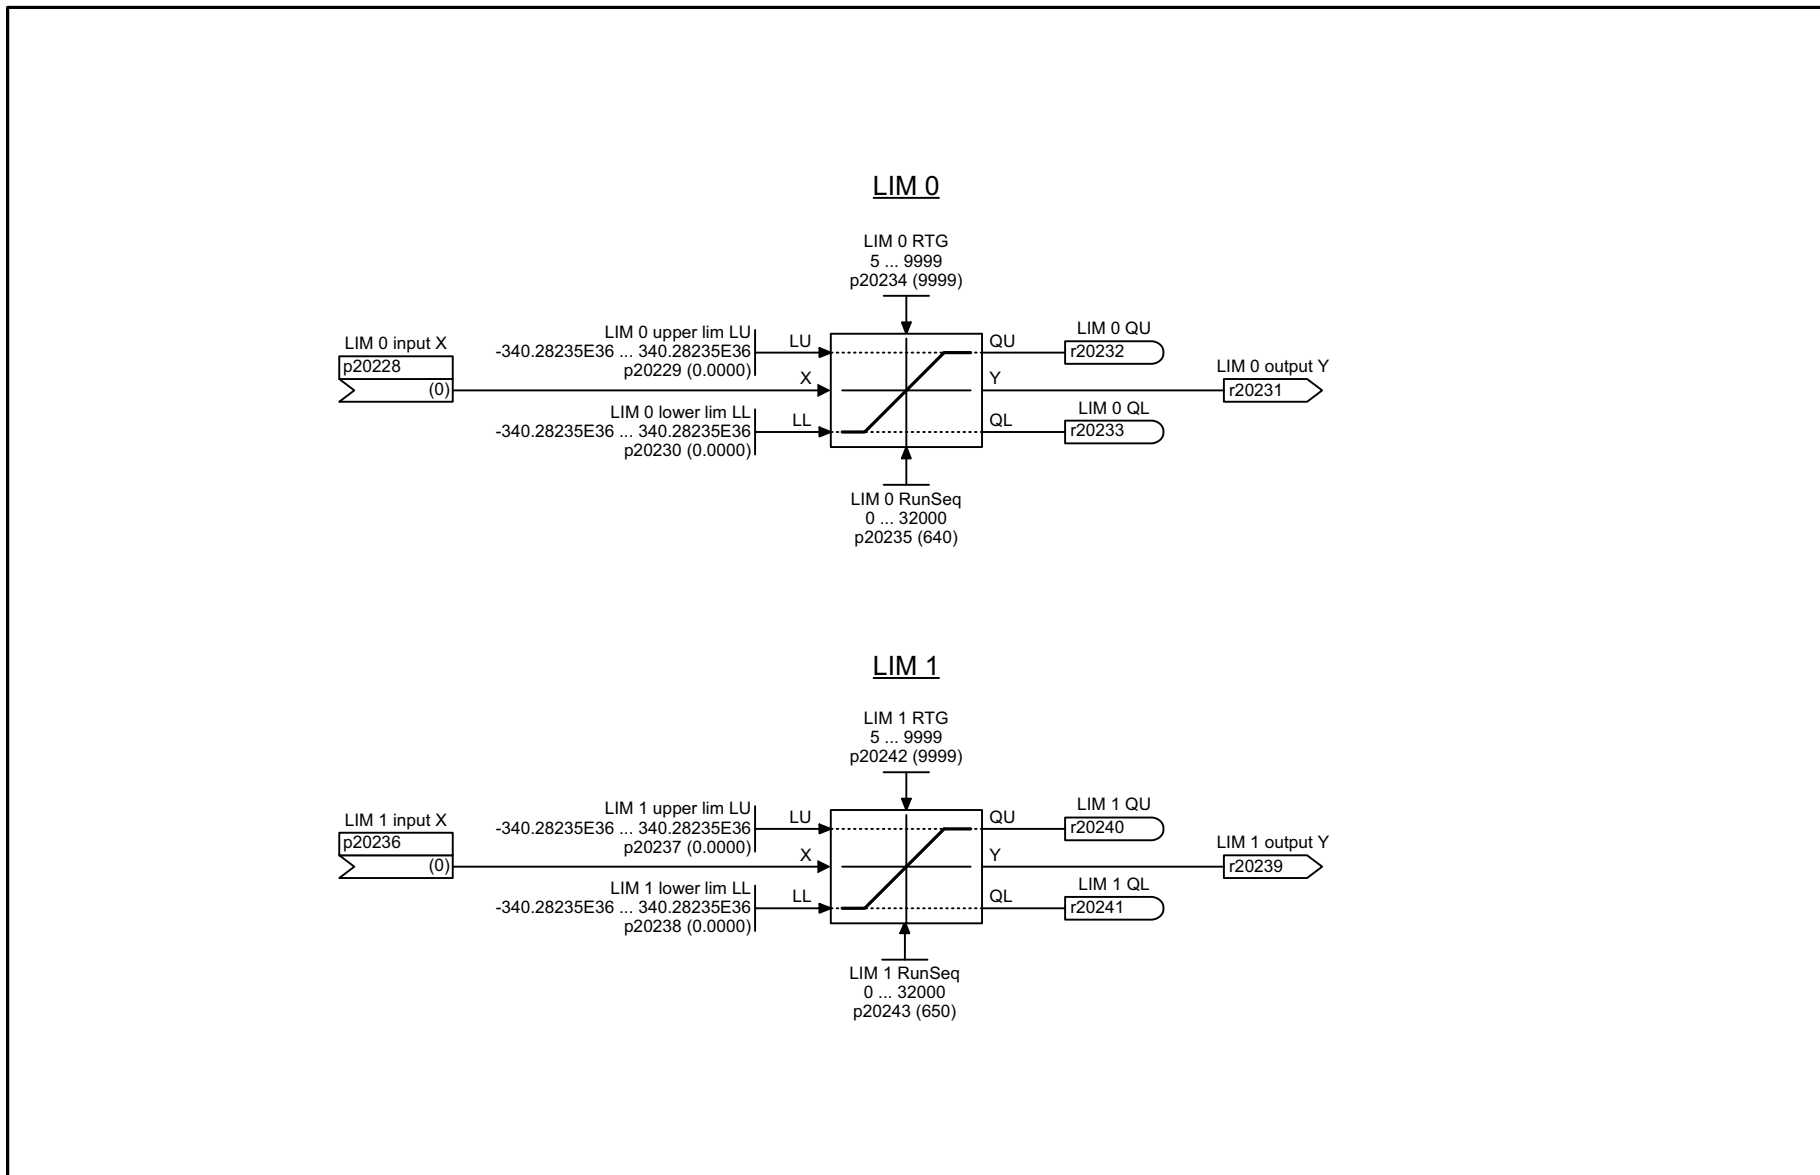 LIM 0
LIM 0 RTG
5 ... 9999
p20234 (9999)
LIM 0 input X
p20228
(0)
LIM 0 upper lim LU
-340.28235E36 ... 340.28235E36
p20229 (0.0000)
LU
X
LIM 0 lower lim LL
-340.28235E36 ... 340.28235E36
p20230 (0.0000)
LL
QU
Y
QL
LIM 0 QU
r20232
LIM 0 output Y
r20231
LIM 0 QL
r20233
LIM 0 RunSeq
0 ... 32000
p20235 (640)
LIM 1
LIM 1 RTG
5 ... 9999
p20242 (9999)
LIM 1 input X
p20236
(0)
LIM 1 upper lim LU
-340.28235E36 ... 340.28235E36
p20237 (0.0000)
LU
X
LIM 1 lower lim LL
-340.28235E36 ... 340.28235E36
p20238 (0.0000)
LL
QU
Y
QL
LIM 1 QU
r20240
LIM 1 output Y
r20239
LIM 1 QL
r20241
LIM 1 RunSeq
0 ... 32000
p20243 (650)